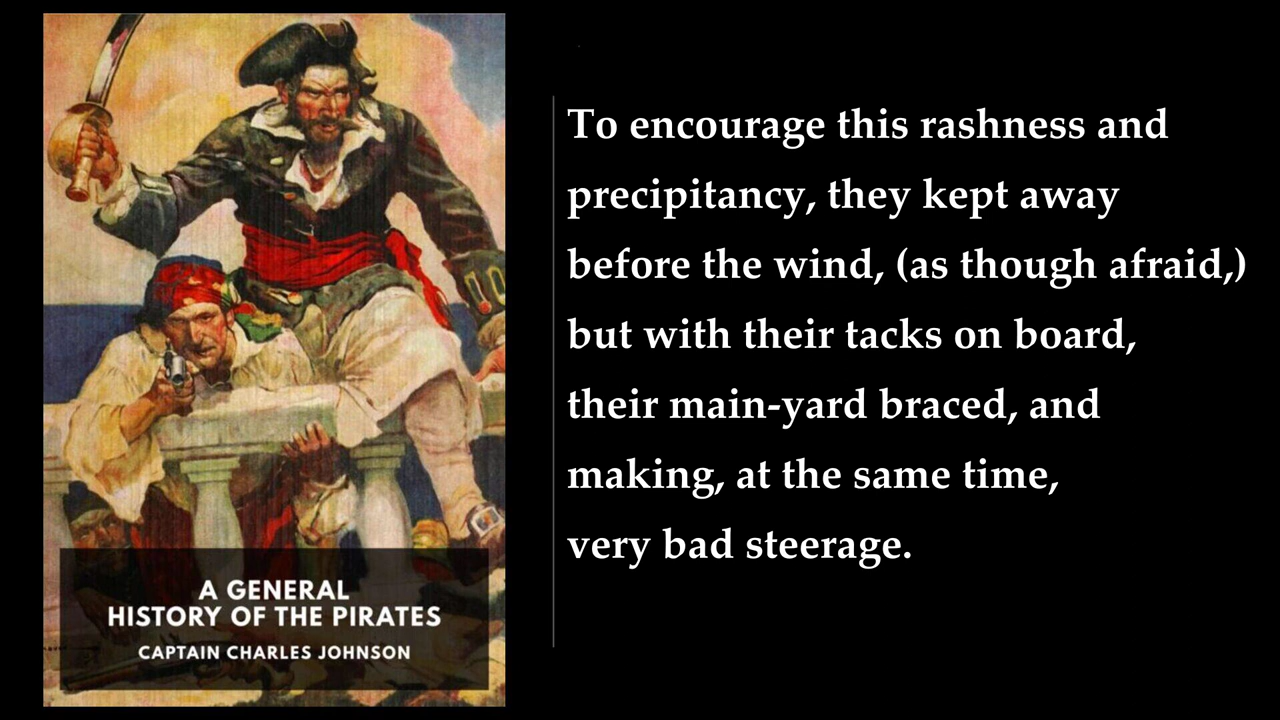 A GENERAL
HISTORY OF THE PIRATES
CAPTAIN CHARLES JOHNSON
To encourage this rashness and
precipitancy, they kept away
before the wind, (as though afraid,)
but with their tacks on board,
their main-yard braced, and
making, at the same time,
very bad steerage.